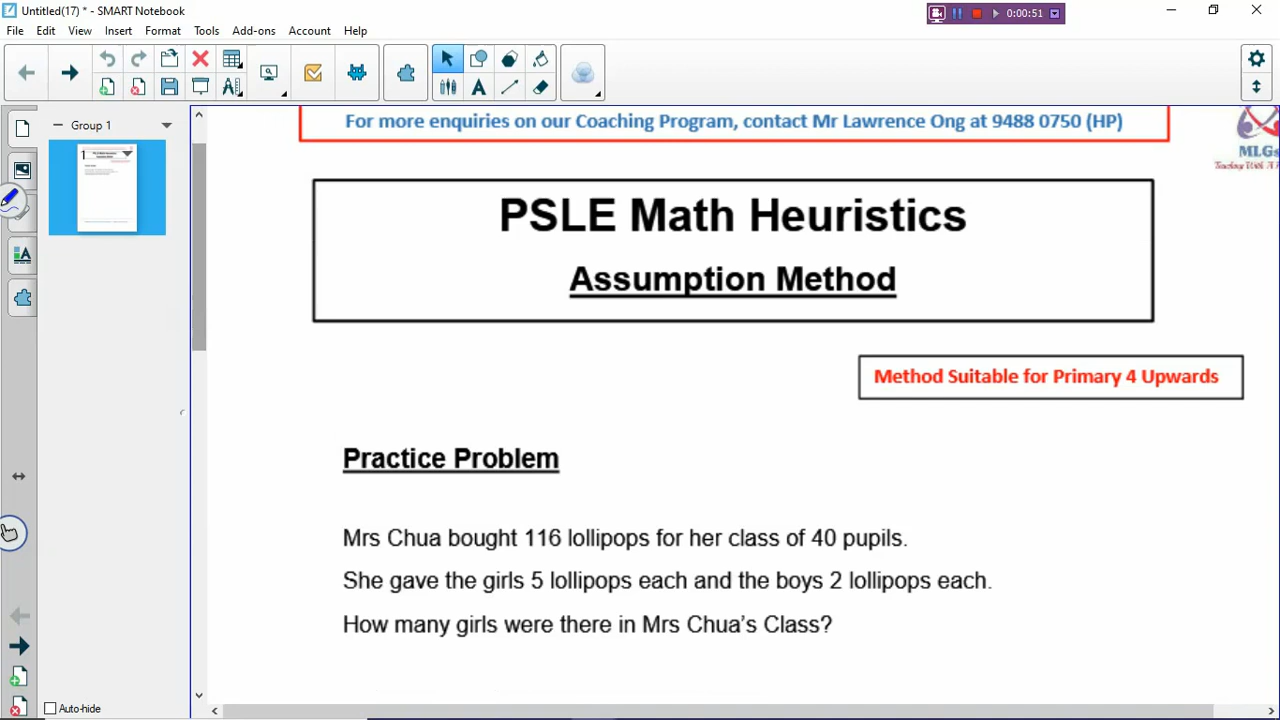 Untitled(17) * - SMART Notebook
0:00:51
File Edit View Insert Format Tools Add-ons Account Help
Group 1
1
For more enquiries on our Coaching Program, contact Mr Lawrence Ong at 9488 0750 (HP)
MLGs
PSLE Math Heuristics
Assumption Method
Method Suitable for Primary 4 Upwards
Practice Problem
Mrs Chua bought 116 lollipops for her class of 40 pupils.
She gave the girls 5 lollipops each and the boys 2 lollipops each.
How many girls were there in Mrs Chua's Class?
Auto-hide